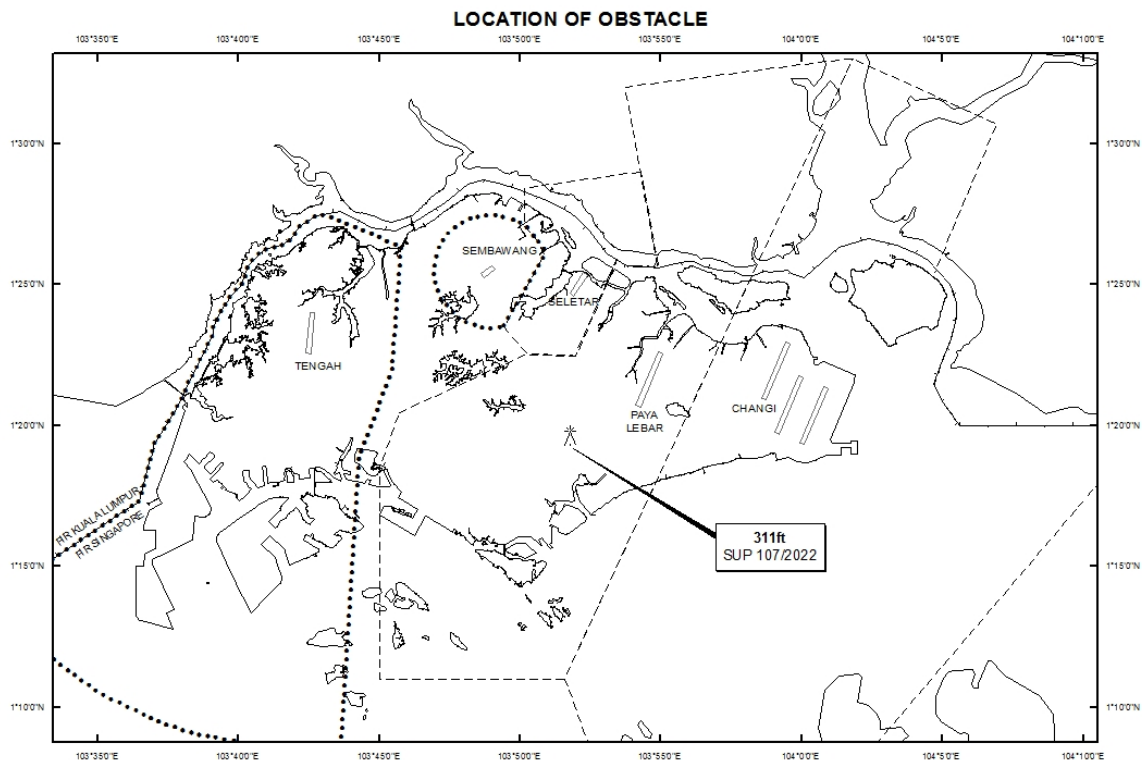 LOCATION OF OBSTACLE
103°35'0"E
103°40'0"E
103°45'0"E
103°50'0"E
103°55'0"E
104°0'0"E
104°5'0"E
104°10'0"E
1°30'0"N
1°30'0"N
SEMBAWANG
1°25'0"N
1°25'0"N
SELETAR
TENGAH
CHANGI
PAYA
LEBAR
1°20'0"N
1°20'0"N
FIR KUALA LUMPUR
FIR SINGAPORE
311ft
SUP 107/2022
1°15'0"N
1°15'0"N
1°10'0"N
1°10'0"N
103°35'0"E
103°40'0"E
103°45'0"E
103°50'0"E
103°55'0"E
104°0'0"E
104°5'0"E
104°10'0"E